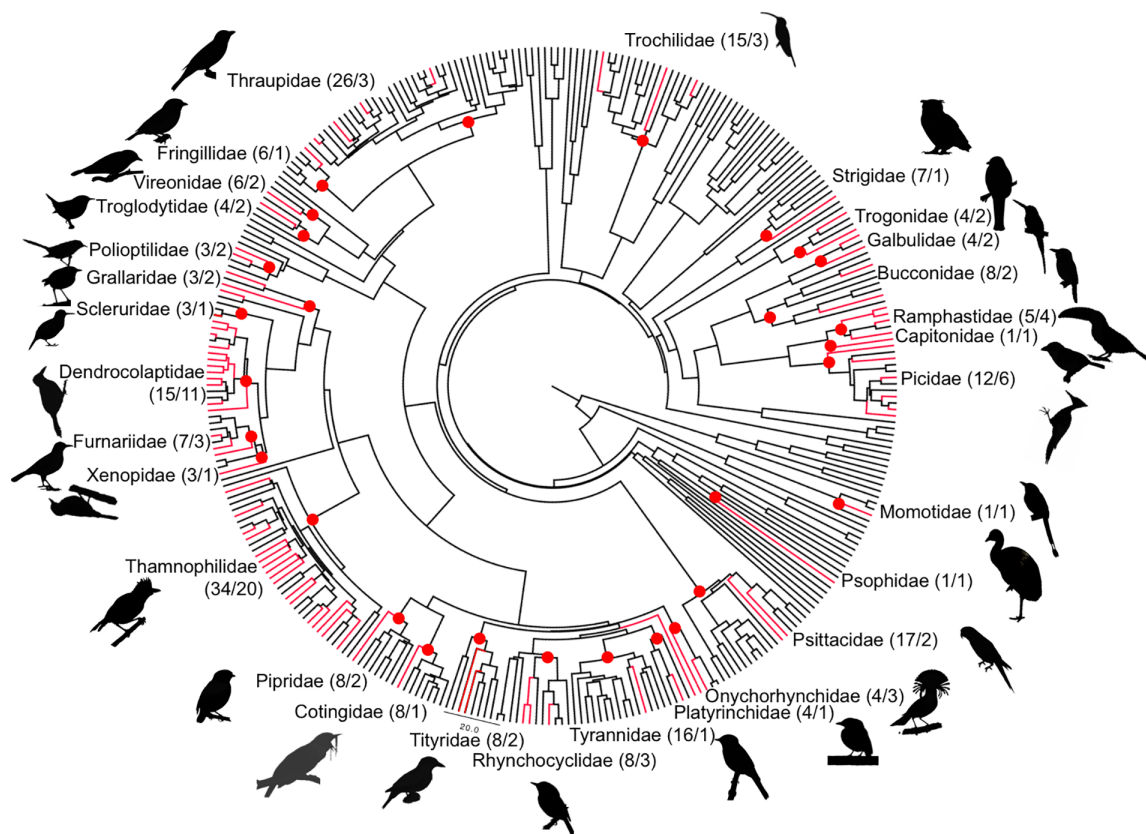 Trochilidae (15/3)
Thraupidae (26/3)
Fringillidae (6/1)
Vireonidae (6/2)
Troglodytidae (4/2)
Polioptilidae (3/2)
Grallaridae (3/2)
Scleruridae (3/1)
Dendrocolaptidae
(15/11)
Furnariidae (7/3)
Xenopidae (3/1)
Thamnophilidae
(34/20)
Pipridae (8/2)
Cotingidae (8/1)
20.0
Tityridae (8/2)
Rhynchocyclidae (8/3)
Tyrannidae (16/1)
Platyrinchidae (4/1)
Onychorhynchidae (4/3)
Psittacidae (17/2)
Psophidae (1/1)
Momotidae (1/1)
Picidae (12/6)
Capitonidae (1/1)
Ramphastidae (5/4)
Bucconidae (8/2)
Galbulidae (4/2)
Trogonidae (4/2)
Strigidae (7/1)